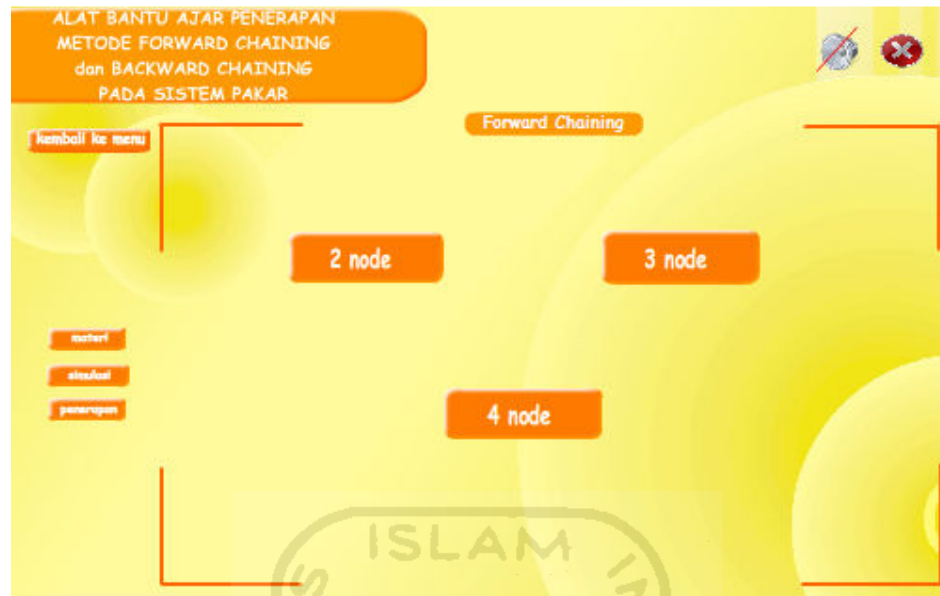 ALAT BANTU AJAR PENERAPAN
METODE FORWARD CHAINING
dan BACKWARD CHAINING
PADA SISTEM PAKAR
kembali ke menu
Forward Chaining
2 node
3 node
materi
simulasi
penerapan
4 node
ISLAM